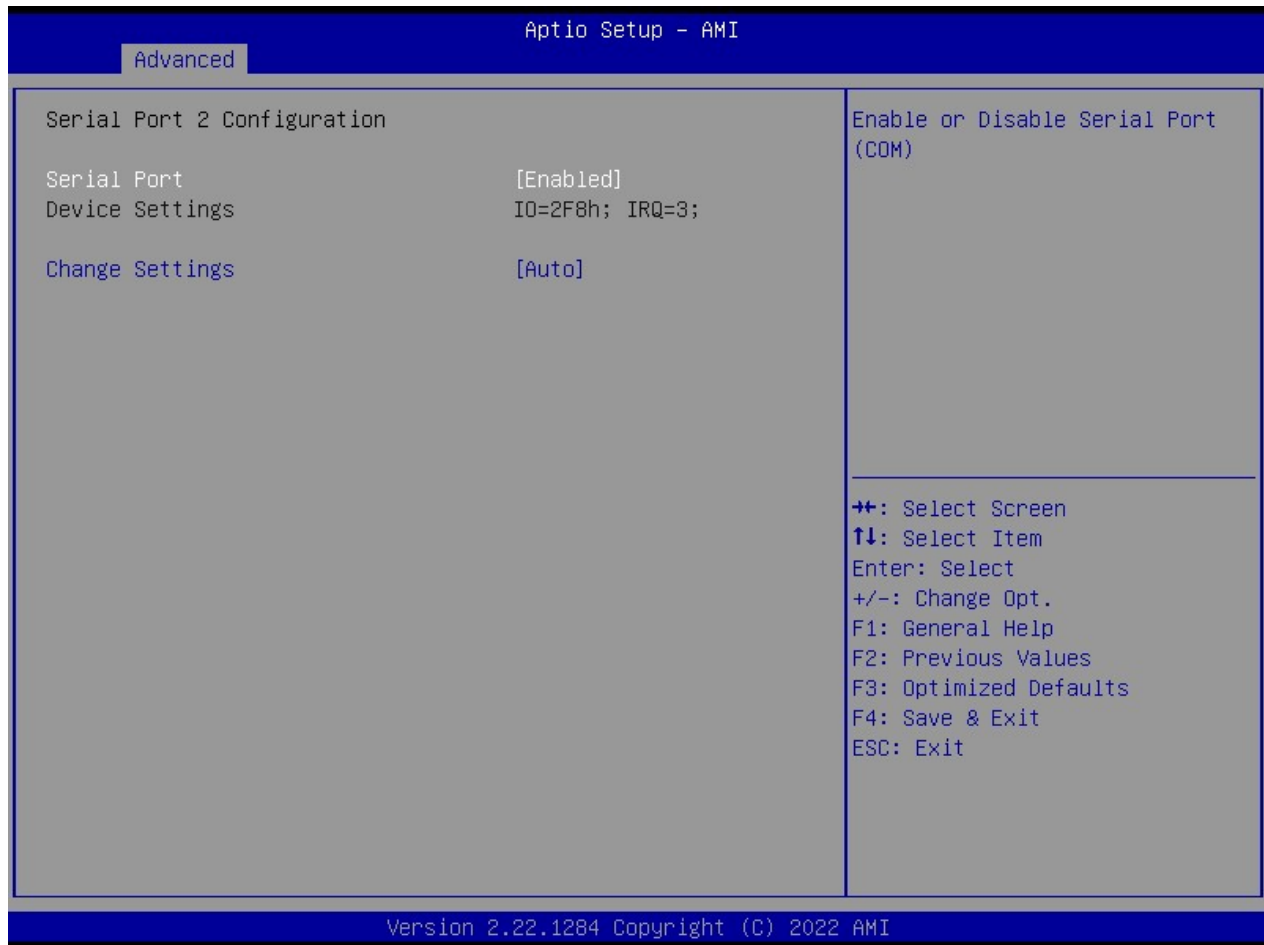 Aptio Setup – AMI
Advanced
Serial Port 2 Configuration
Serial Port [Enabled]
Device Settings IO=2F8h; IRQ=3;
Change Settings [Auto]
Enable or Disable Serial Port
(COM)
→←: Select Screen
↑↓: Select Item
Enter: Select
+/-: Change Opt.
F1: General Help
F2: Previous Values
F3: Optimized Defaults
F4: Save & Exit
ESC: Exit
Version 2.22.1284 Copyright (C) 2022 AMI